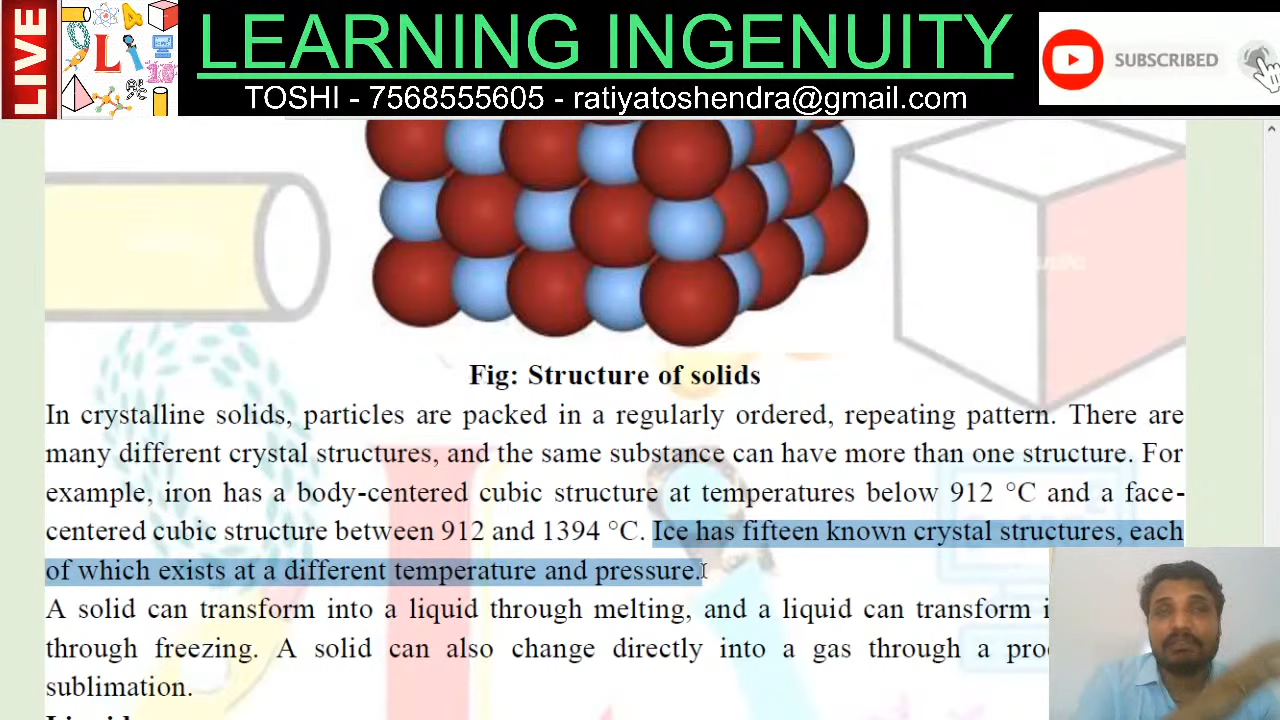 LIVE
LEARNING INGENUITY
TOSHI - 7568555605 - ratiyatoshendra@gmail.com
SUBSCRIBED
Fig: Structure of solids
In crystalline solids, particles are packed in a regularly ordered, repeating pattern. There are
many different crystal structures, and the same substance can have more than one structure. For
example, iron has a body-centered cubic structure at temperatures below 912 °C and a face-
centered cubic structure between 912 and 1394 °C. Ice has fifteen known crystal structures, each
of which exists at a different temperature and pressure.
A solid can transform into a liquid through melting, and a liquid can transform
through freezing. A solid can also change directly into a gas through a
sublimation.